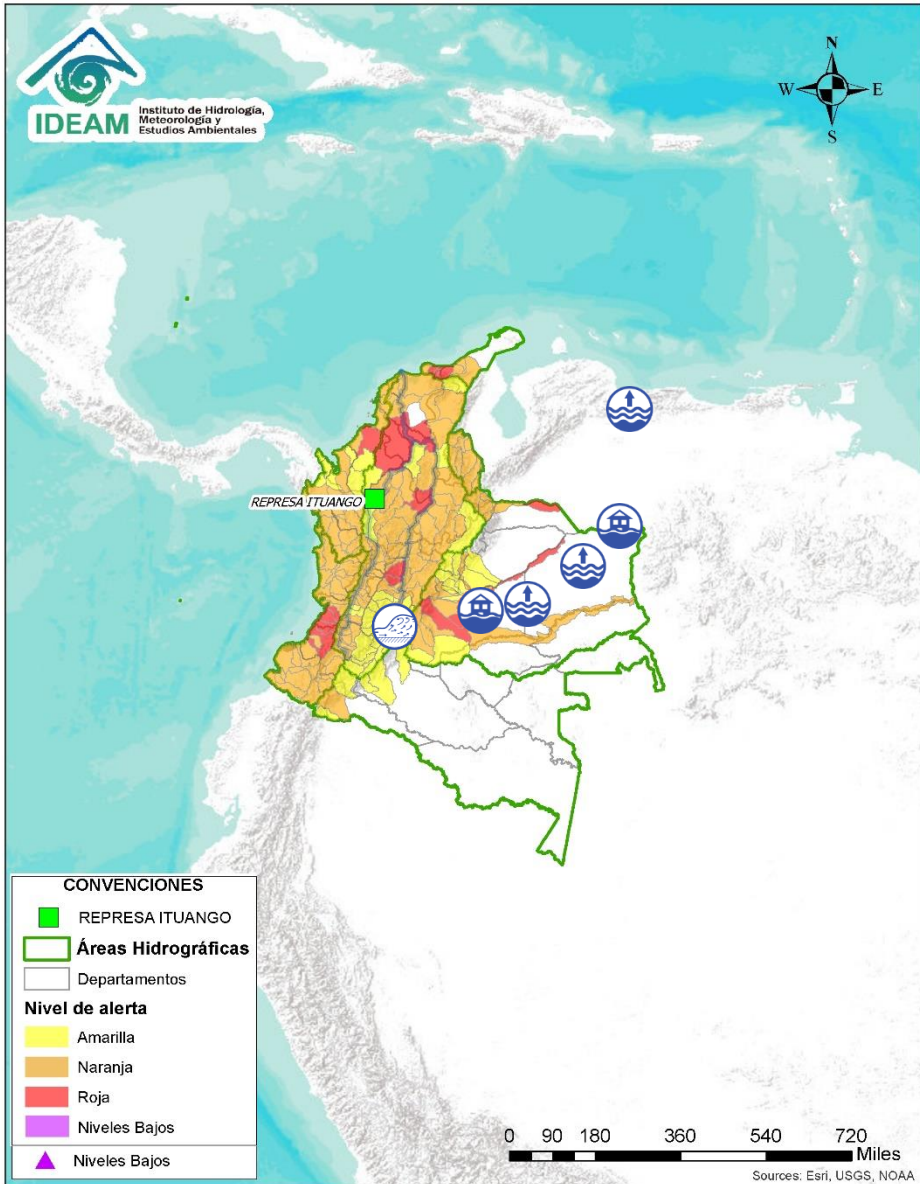 IDEAM
Instituto de Hidrología,
Meteorología y
Estudios Ambientales
N
W
E
S
REPRESA ITUANGO
CONVENCIONES
REPRESA ITUANGO
Áreas Hidrográficas
Departamentos
Nivel de alerta
Amarilla
Naranja
Roja
Niveles Bajos
Niveles Bajos
0 90 180 360 540 720
Miles
Sources: Esri, USGS, NOAA